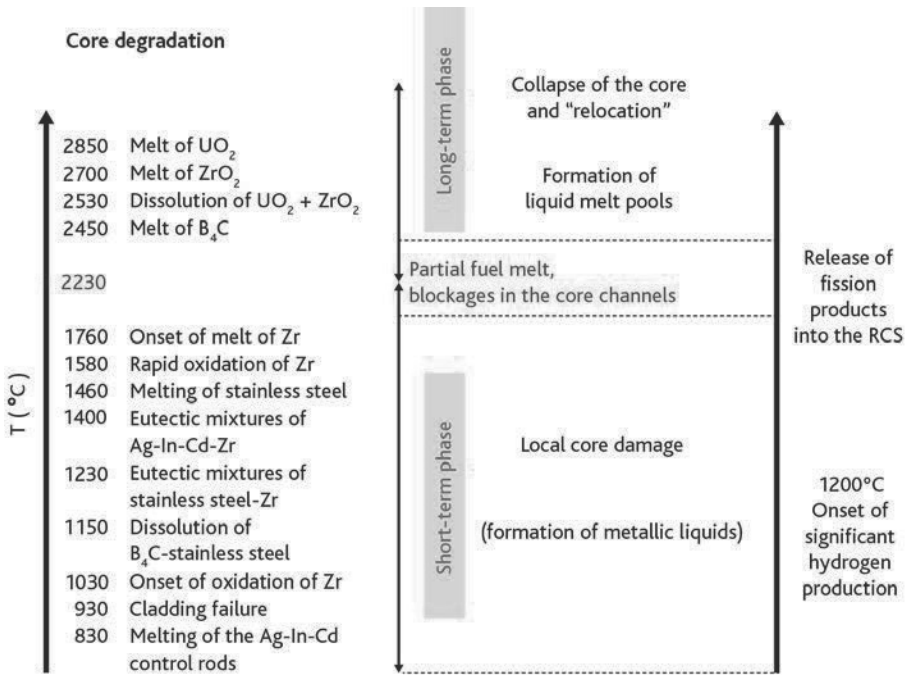 Core degradation
T (°C)
2850 Melt of UO₂
2700 Melt of ZrO₂
2530 Dissolution of UO₂ + ZrO₂
2450 Melt of B₄C
2230
1760 Onset of melt of Zr
1580 Rapid oxidation of Zr
1460 Melting of stainless steel
1400 Eutectic mixtures of
Ag-In-Cd-Zr
1230 Eutectic mixtures of
stainless steel-Zr
1150 Dissolution of
B₄C-stainless steel
1030 Onset of oxidation of Zr
930 Cladding failure
830 Melting of the Ag-In-Cd
control rods
Long-term phase
Collapse of the core
and “relocation”
Formation of
liquid melt pools
Partial fuel melt,
blockages in the core channels
Short-term phase
Local core damage
(formation of metallic liquids)
Release of
fission
products
into the RCS
1200°C
Onset of
significant
hydrogen
production